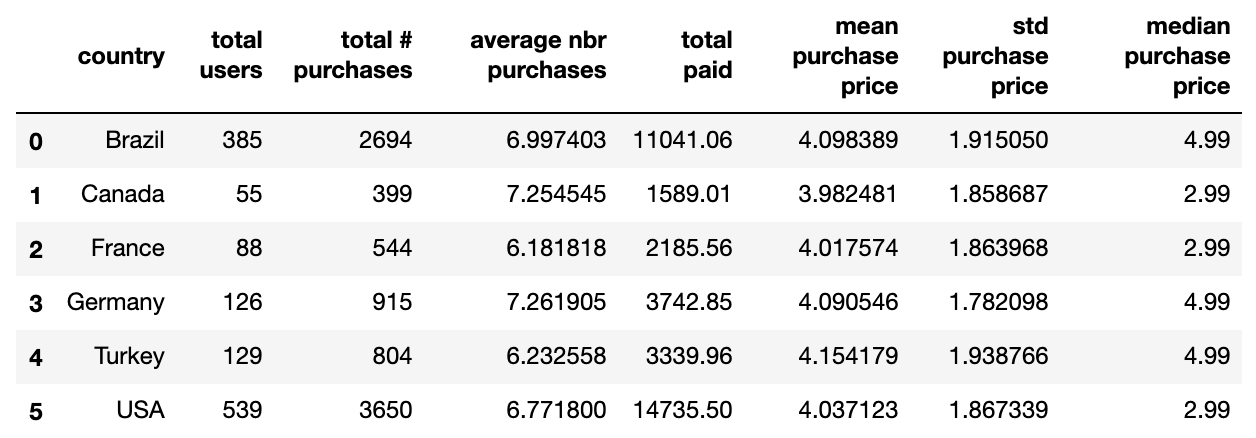 country total users total # purchases average nbr purchases total paid mean purchase price std purchase price median purchase price
0 Brazil 385 2694 6.997403 11041.06 4.098389 1.915050 4.99
1 Canada 55 399 7.254545 1589.01 3.982481 1.858687 2.99
2 France 88 544 6.181818 2185.56 4.017574 1.863968 2.99
3 Germany 126 915 7.261905 3742.85 4.090546 1.782098 4.99
4 Turkey 129 804 6.232558 3339.96 4.154179 1.938766 4.99
5 USA 539 3650 6.771800 14735.50 4.037123 1.867339 2.99